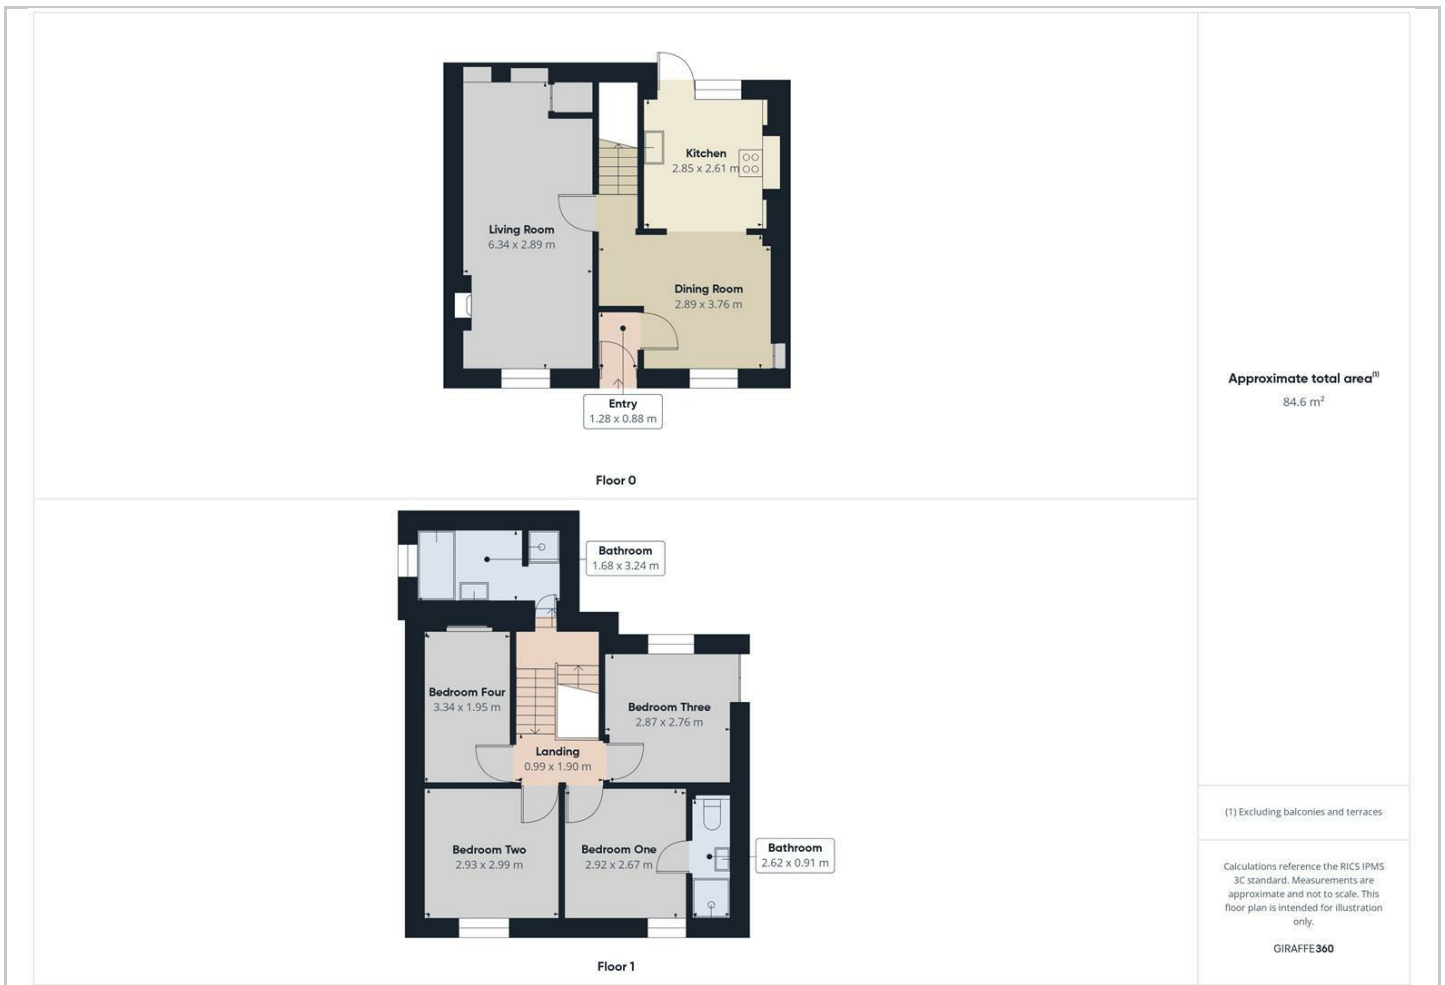 Kitchen
2.85 x 2.61 m
Living Room
6.34 x 2.89 m
Dining Room
2.89 x 3.76 m
Entry
1.28 x 0.88 m
Floor 0
Bathroom
1.68 x 3.24 m
Bedroom Four
3.34 x 1.95 m
Bedroom Three
2.87 x 2.76 m
Landing
0.99 x 1.90 m
Bedroom Two
2.93 x 2.99 m
Bedroom One
2.92 x 2.67 m
Bathroom
2.62 x 0.91 m
Floor 1
Approximate total area⁽¹⁾
84.6 m²
(1) Excluding balconies and terraces
Calculations reference the RICS IPMS
3C standard. Measurements are
approximate and not to scale. This
floor plan is intended for illustration
only.
GIRAFFE360